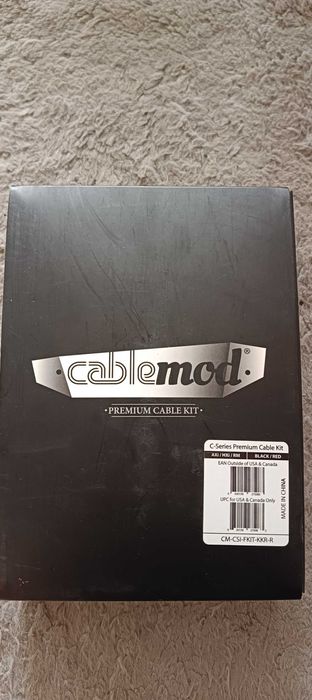 cablemod®
· PREMIUM CABLE KIT ·
C-Series Premium Cable Kit
AXi / HXi / RM BLACK / RED
EAN Outside of USA & Canada
UPC for USA & Canada Only
CM-CSI-FKIT-KKR-R
MADE IN CHINA